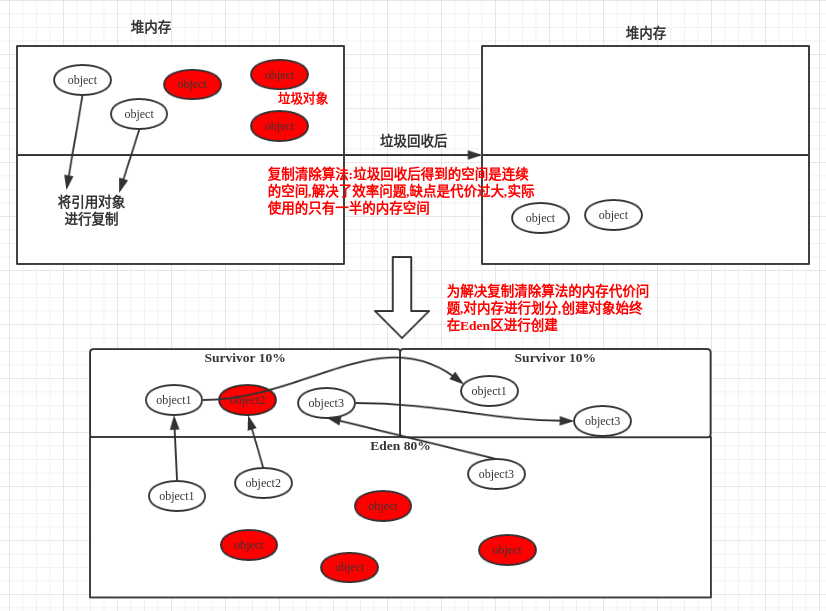 堆内存
堆内存
object
object
object
object
object
垃圾对象
垃圾回收后
将引用对象
进行复制
复制清除算法:垃圾回收后得到的空间是连续
的空间,解决了效率问题,缺点是代价过大,实际
使用的只有一半的内存空间
object
object
为解决复制清除算法的内存代价问
题,对内存进行划分,创建对象始终
在Eden区进行创建
Survivor 10%
Survivor 10%
object1
object2
object3
object1
object3
Eden 80%
object1
object2
object3
object
object
object
object